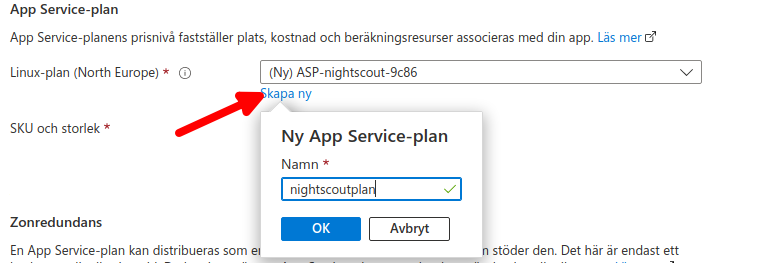 App Service-plan
App Service-planens prisnivå fastställer plats, kostnad och beräkningsresurser associeras med din app. Läs mer
Linux-plan (North Europe) *
(Ny) ASP-nightscout-9c86
Skapa ny
SKU och storlek *
Ny App Service-plan
Namn *
nightscoutplan
OK
Avbryt
Zonredundans
En App Service-plan kan distribueras som en
m stöder den. Det här är endast ett